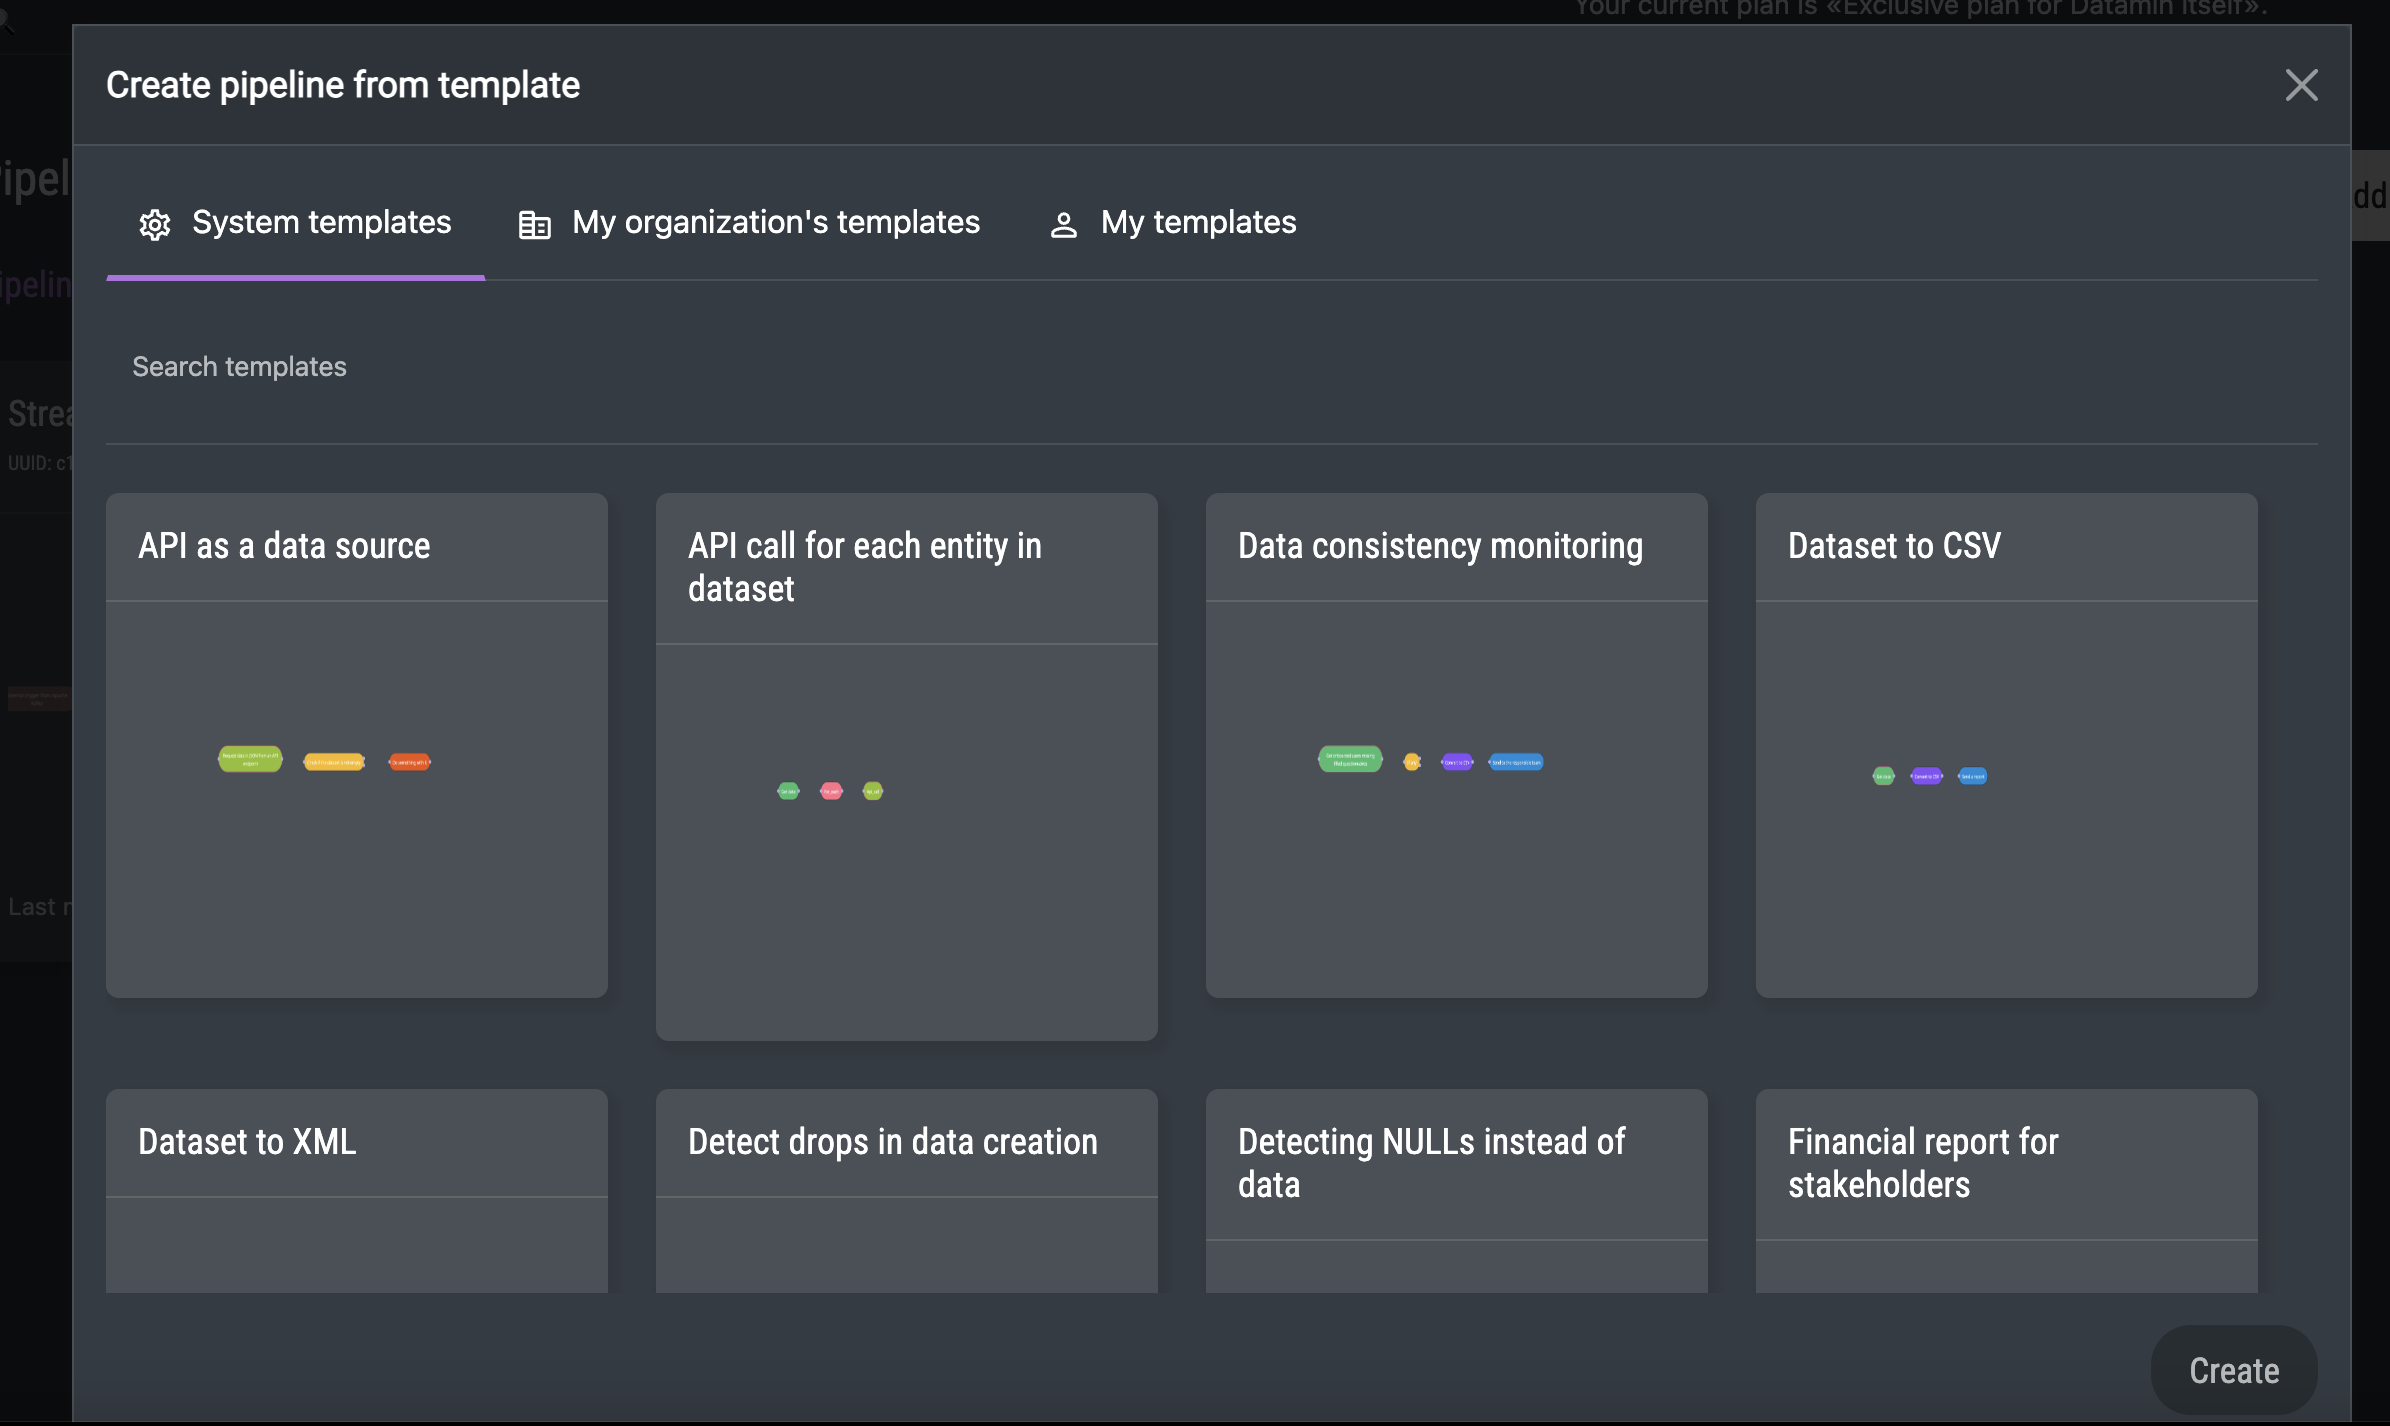 Your current plan is «Exclusive plan for Datamin itself».
Create pipeline from template
System templates
My organization's templates
My templates
Search templates
UUID:
API as a data source
API call for each entity in
dataset
Data consistency monitoring
Dataset to CSV
Last
Dataset to XML
Detect drops in data creation
Detecting NULLs instead of
data
Financial report for
stakeholders
Create